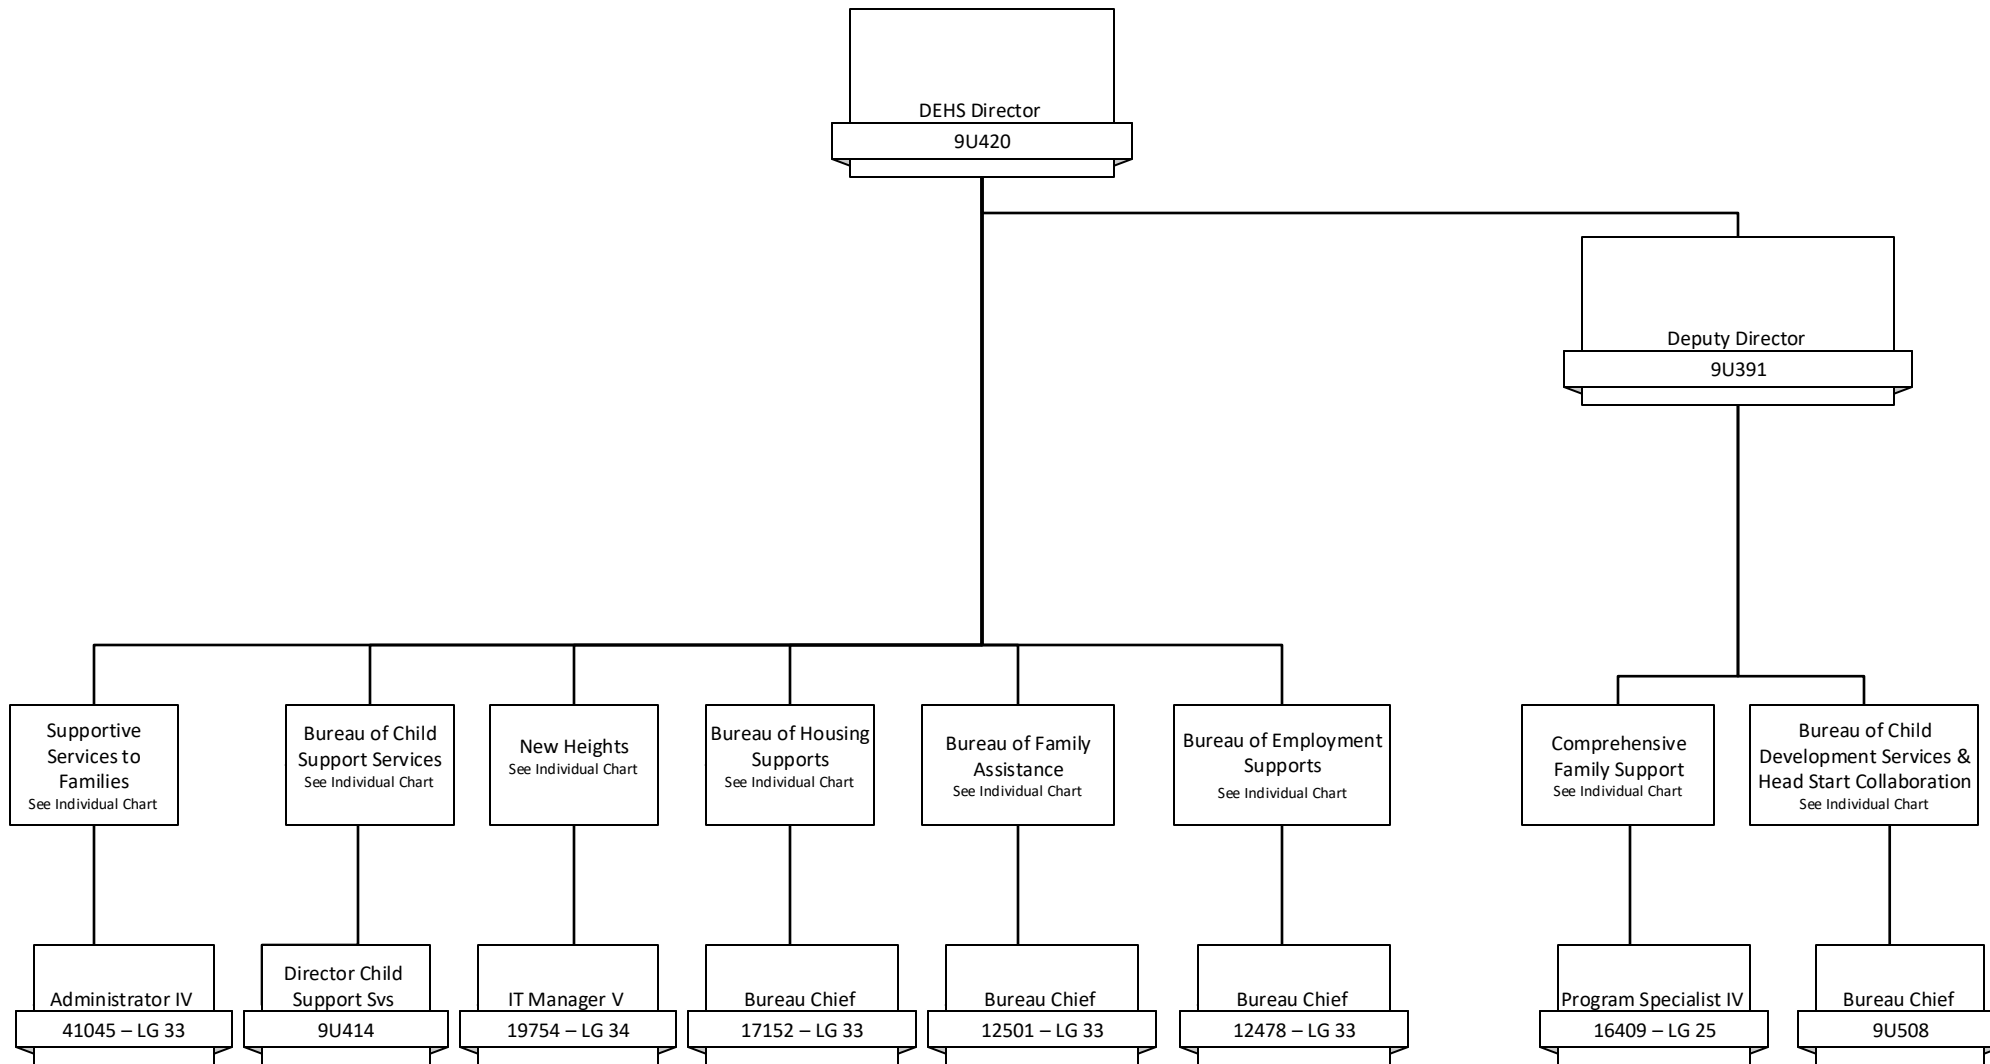 DEHS Director
9U420
Deputy Director
9U391
Supportive
Services to
Families
See Individual Chart
Bureau of Child
Support Services
See Individual Chart
New Heights
See Individual Chart
Bureau of Housing
Supports
See Individual Chart
Bureau of Family
Assistance
See Individual Chart
Bureau of Employment
Supports
See Individual Chart
Comprehensive
Family Support
See Individual Chart
Bureau of Child
Development Services &
Head Start Collaboration
See Individual Chart
Administrator IV
41045 – LG 33
Director Child
Support Svs
9U414
IT Manager V
19754 – LG 34
Bureau Chief
17152 – LG 33
Bureau Chief
12501 – LG 33
Bureau Chief
12478 – LG 33
Program Specialist IV
16409 – LG 25
Bureau Chief
9U508